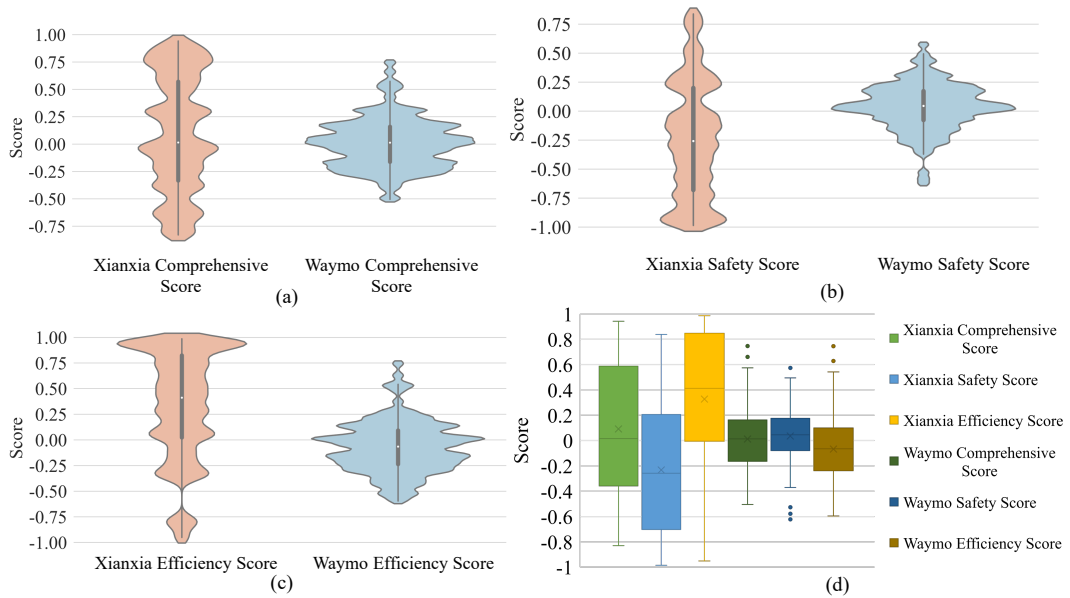 1.00
0.75
0.50
0.25
0.00
-0.25
-0.50
-0.75
Score
Xianxia Comprehensive
Score
Waymo Comprehensive
Score
(a)
0.75
0.50
0.25
0.00
-0.25
-0.50
-0.75
-1.00
Score
Xianxia Safety Score
Waymo Safety Score
(b)
1.00
0.75
0.50
0.25
0.00
-0.25
-0.50
-0.75
-1.00
Score
Xianxia Efficiency Score
Waymo Efficiency Score
(c)
1
0.8
0.6
0.4
0.2
0
-0.2
-0.4
-0.6
-0.8
-1
Score
Xianxia Comprehensive
Score
Xianxia Safety Score
Xianxia Efficiency Score
Waymo Comprehensive
Score
Waymo Safety Score
Waymo Efficiency Score
(d)